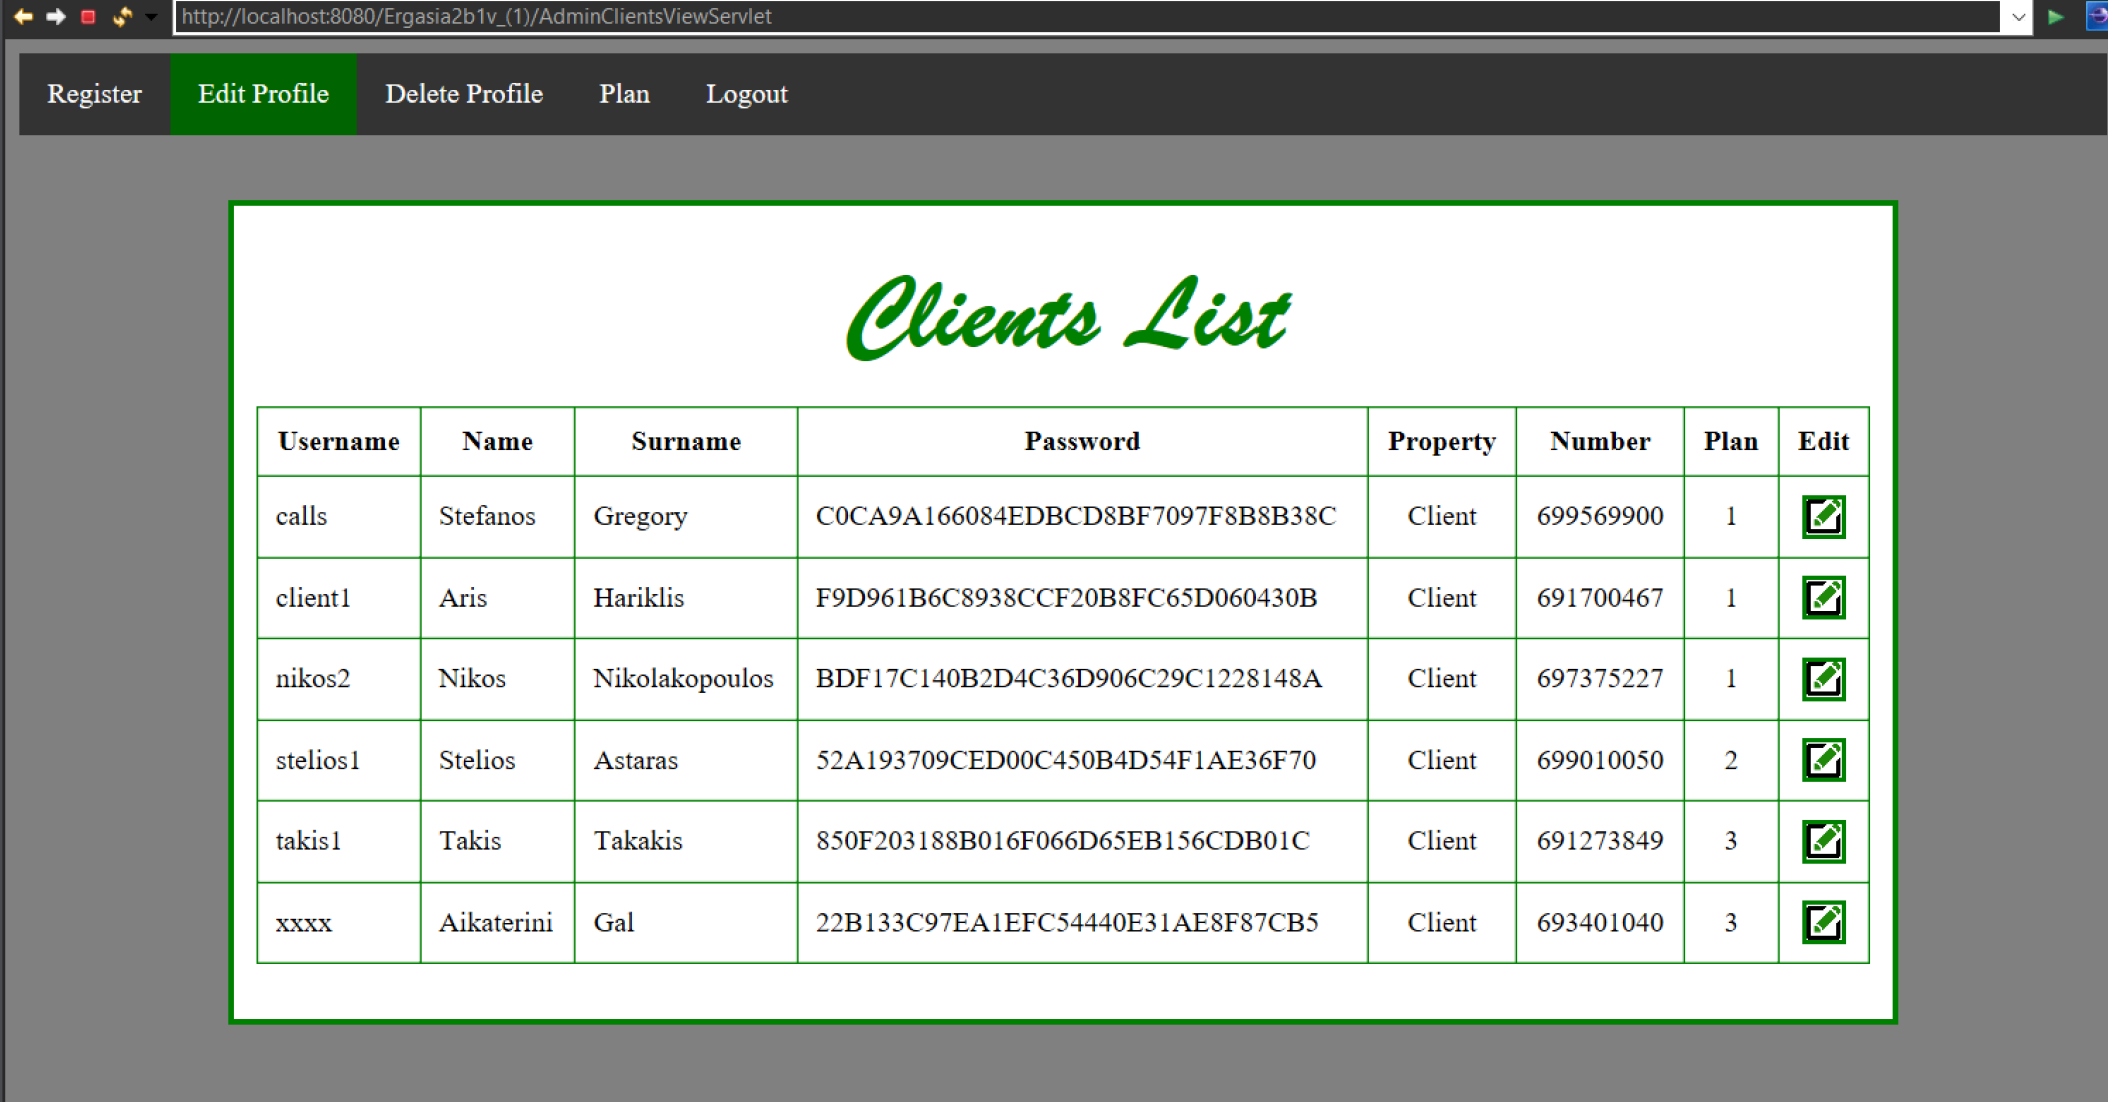 http://localhost:8080/Ergasia2b1v_(1)/AdminClientsViewServlet
Register Edit Profile Delete Profile Plan Logout
Clients List
Username Name Surname Password Property Number Plan Edit
calls Stefanos Gregory C0CA9A166084EDBCD8BF7097F8B8B38C Client 699569900 1
client1 Aris Hariklis F9D961B6C8938CCF20B8FC65D060430B Client 691700467 1
nikos2 Nikos Nikolakopoulos BDF17C140B2D4C36D906C29C1228148A Client 697375227 1
stelios1 Stelios Astaras 52A193709CED00C450B4D54F1AE36F70 Client 699010050 2
takis1 Takis Takakis 850F203188B016F066D65EB156CDB01C Client 691273849 3
xxxx Aikaterini Gal 22B133C97EA1EFC54440E31AE8F87CB5 Client 693401040 3